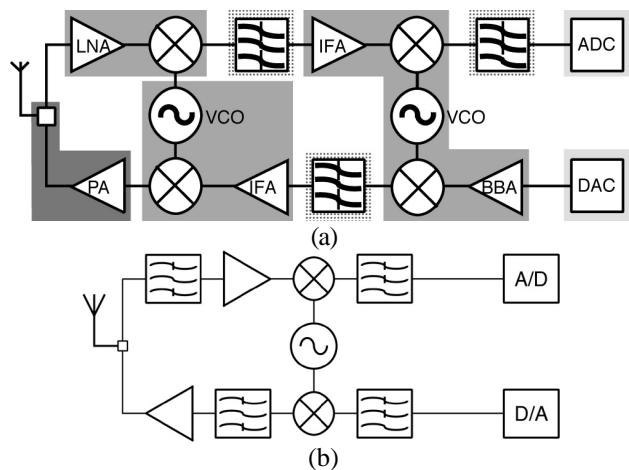 LNA IFA ADC
VCO VCO
PA IFA BBA DAC
(a)
A/D
D/A
(b)